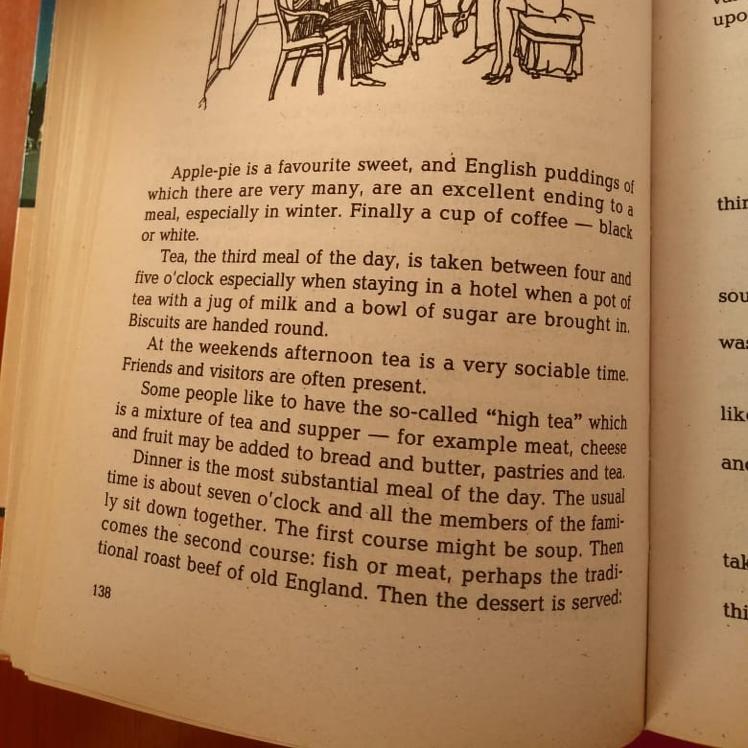 Apple-pie is a favourite sweet, and English puddings of
which there are very many, are an excellent ending to a
meal, especially in winter. Finally a cup of coffee — black
or white.
Tea, the third meal of the day, is taken between four and
five o'clock especially when staying in a hotel when a pot of
tea with a jug of milk and a bowl of sugar are brought in.
Biscuits are handed round.
At the weekends afternoon tea is a very sociable time.
Friends and visitors are often present.
Some people like to have the so-called “high tea” which
is a mixture of tea and supper — for example meat, cheese
and fruit may be added to bread and butter, pastries and tea.
Dinner is the most substantial meal of the day. The usual
time is about seven o'clock and all the members of the fami-
ly sit down together. The first course might be soup. Then
comes the second course: fish or meat, perhaps the tradi-
tional roast beef of old England. Then the dessert is served:
138